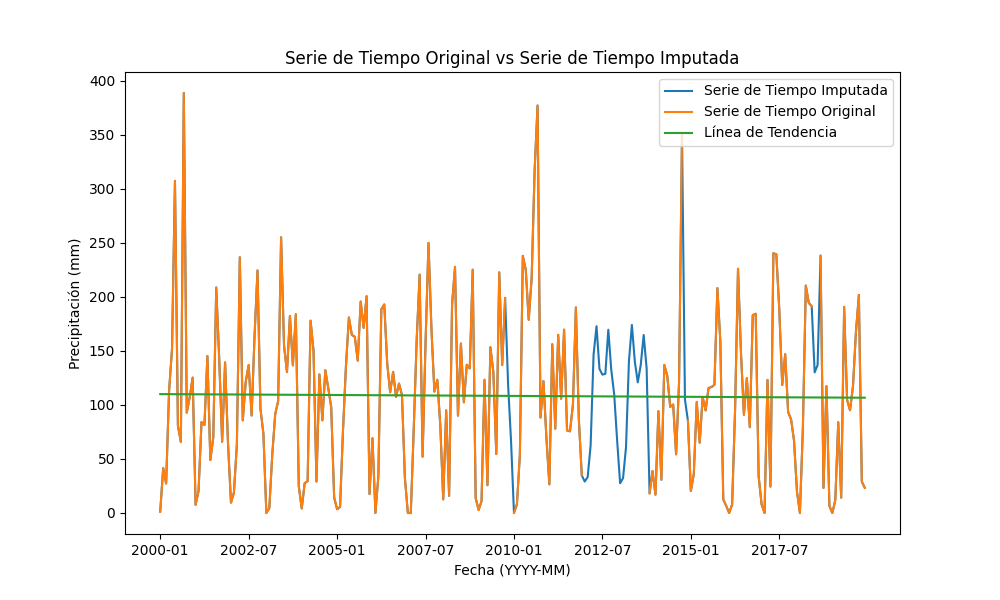 Serie de Tiempo Original vs Serie de Tiempo Imputada
Serie de Tiempo Imputada
Serie de Tiempo Original
Línea de Tendencia
Precipitación (mm)
400
350
300
250
200
150
100
50
0
2000-01 2002-07 2005-01 2007-07 2010-01 2012-07 2015-01 2017-07
Fecha (YYYY-MM)